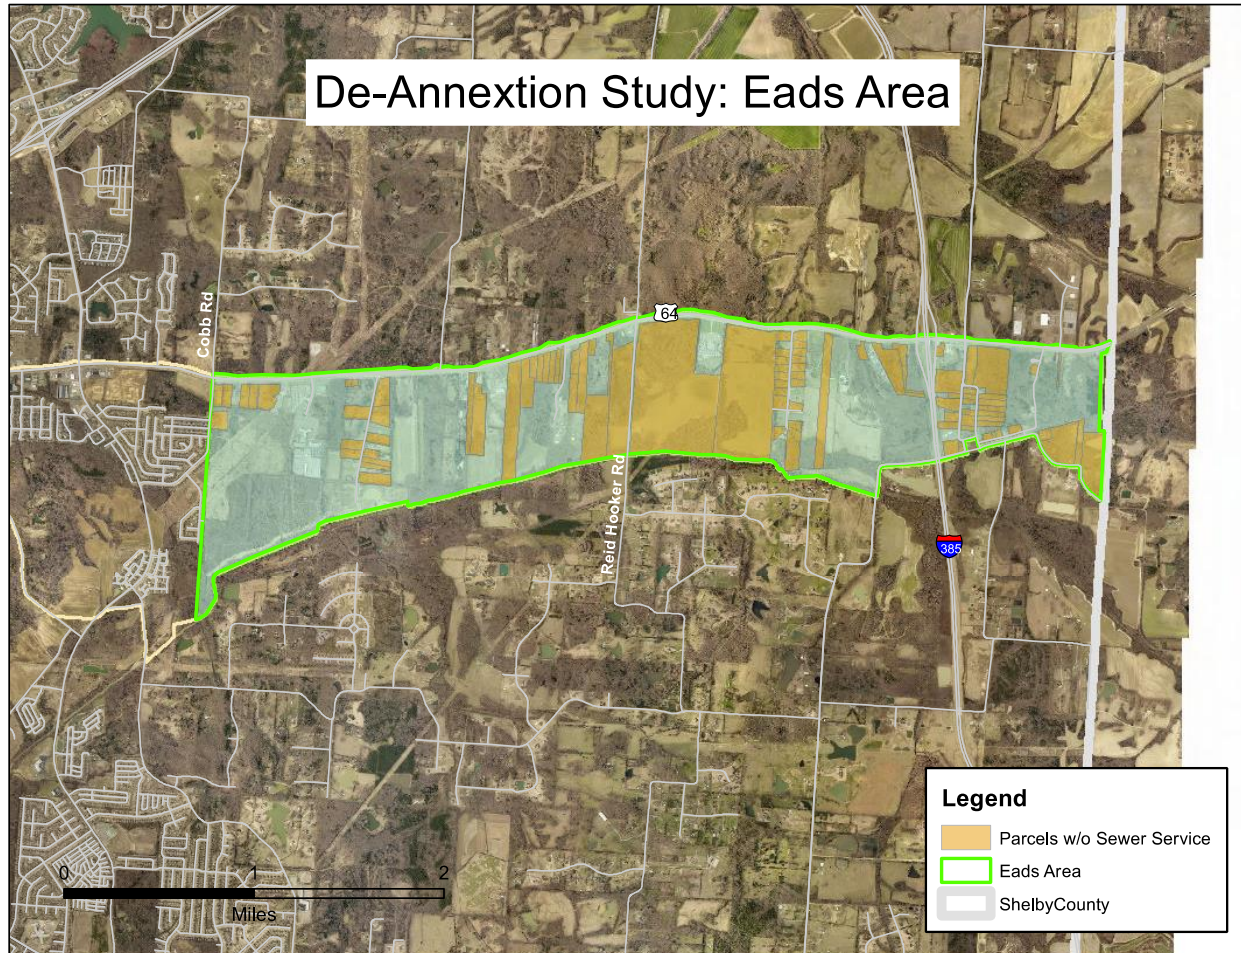 De-Annextion Study: Eads Area
64
Cobb Rd
Reid Hooker Rd
385
Legend
Parcels w/o Sewer Service
Eads Area
ShelbyCounty
0 1 2
Miles